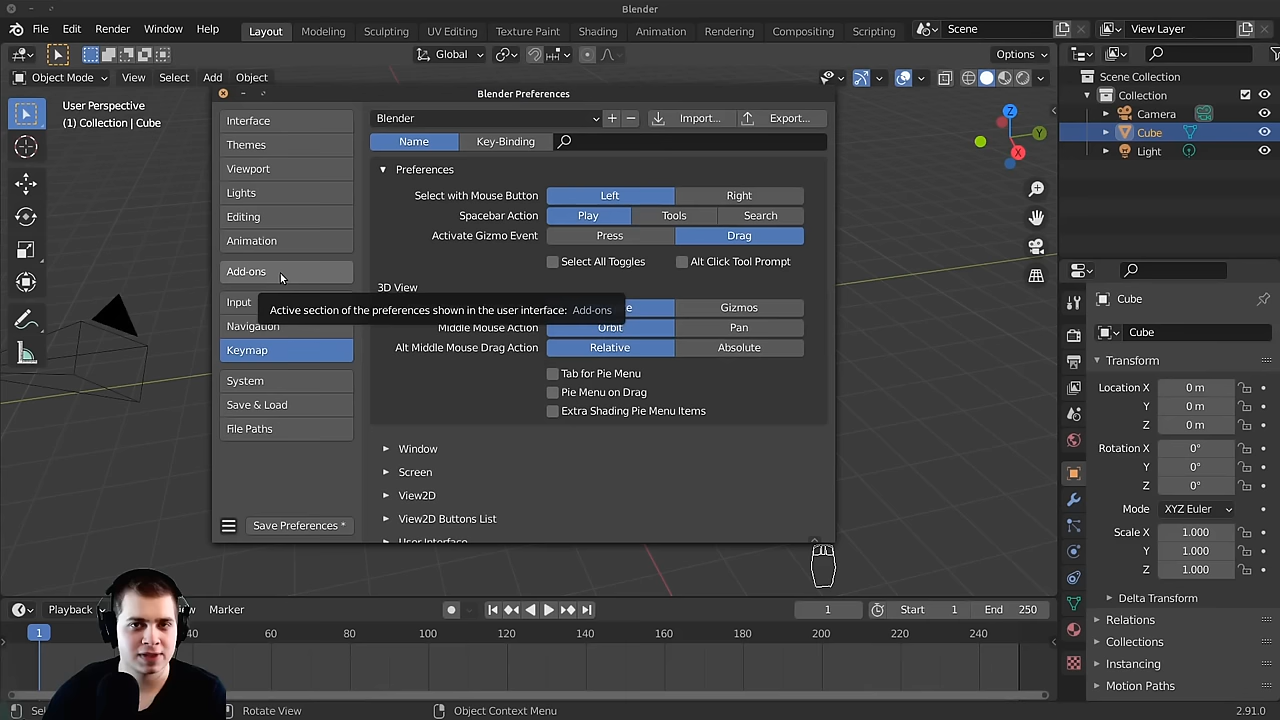 Blender
File Edit Render Window Help Layout Modeling Sculpting UV Editing Texture Paint Shading Animation Rendering Compositing Scripting Scene View Layer
Global Options
Object Mode View Select Add Object
User Perspective
(1) Collection | Cube
Z
Y
X
Scene Collection
Collection
Camera
Cube
Light
Blender Preferences
Interface
Themes
Viewport
Lights
Editing
Animation
Add-ons
Input
Navigation
Keymap
System
Save & Load
File Paths
Save Preferences *
Blender Import... Export...
Name Key-Binding
Preferences
Select with Mouse Button Left Right
Spacebar Action Play Tools Search
Activate Gizmo Event Press Drag
Select All Toggles Alt Click Tool Prompt
3D View
Gizmos
Active section of the preferences shown in the user interface: Add-ons
Middle Mouse Action Orbit Pan
Alt Middle Mouse Drag Action Relative Absolute
Tab for Pie Menu
Pie Menu on Drag
Extra Shading Pie Menu Items
Window
Screen
View2D
View2D Buttons List
User Interface
Cube
Cube
Transform
Location X 0 m
Y 0 m
Z 0 m
Rotation X 0°
Y 0°
Z 0°
Mode XYZ Euler
Scale X 1.000
Y 1.000
Z 1.000
Delta Transform
Relations
Collections
Instancing
Motion Paths
Playback Marker 1 Start 1 End 250
1 40 60 80 100 120 140 160 180 200 220 240
Rotate View Object Context Menu 2.91.0